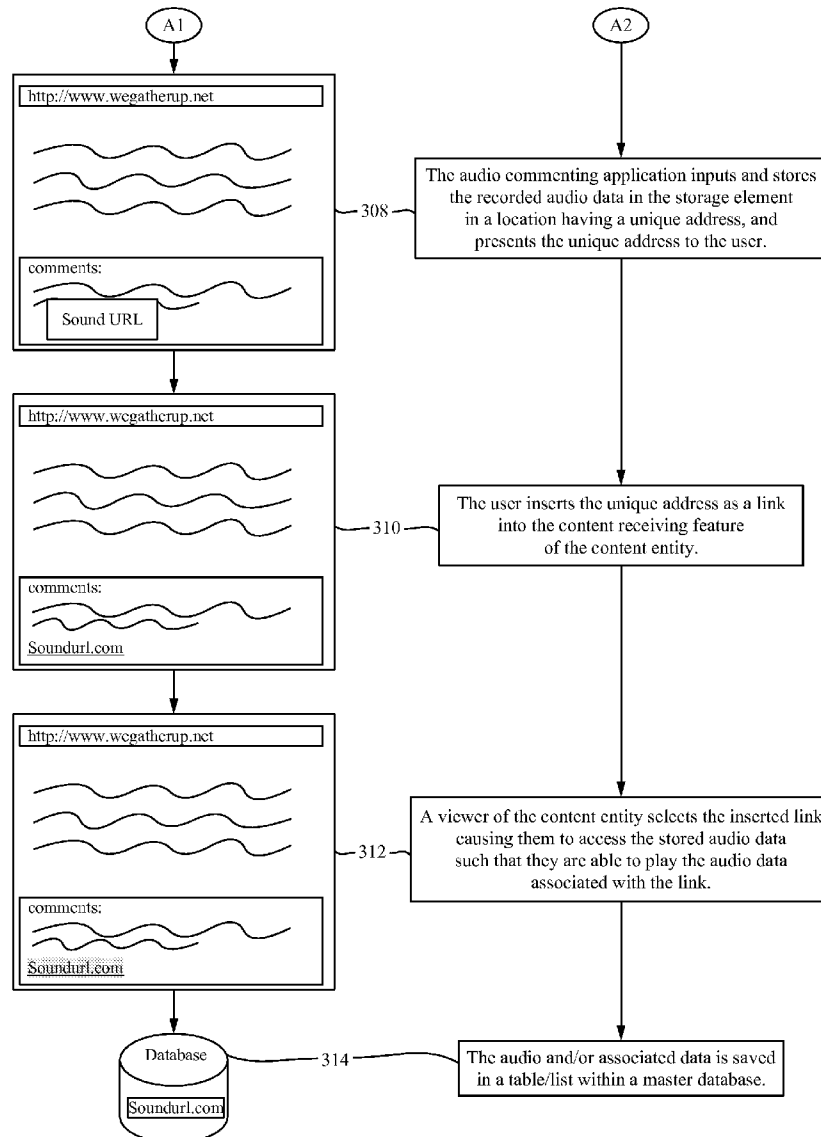 A1
A2
http://www.wegatherup.net
comments:
Sound URL
308
The audio commenting application inputs and stores
the recorded audio data in the storage element
in a location having a unique address, and
presents the unique address to the user.
http://www.wegatherup.net
comments:
Soundurl.com
310
The user inserts the unique address as a link
into the content receiving feature
of the content entity.
http://www.wegatherup.net
comments:
Soundurl.com
312
A viewer of the content entity selects the inserted link
causing them to access the stored audio data
such that they are able to play the audio data
associated with the link.
Database
Soundurl.com
314
The audio and/or associated data is saved
in a table/list within a master database.